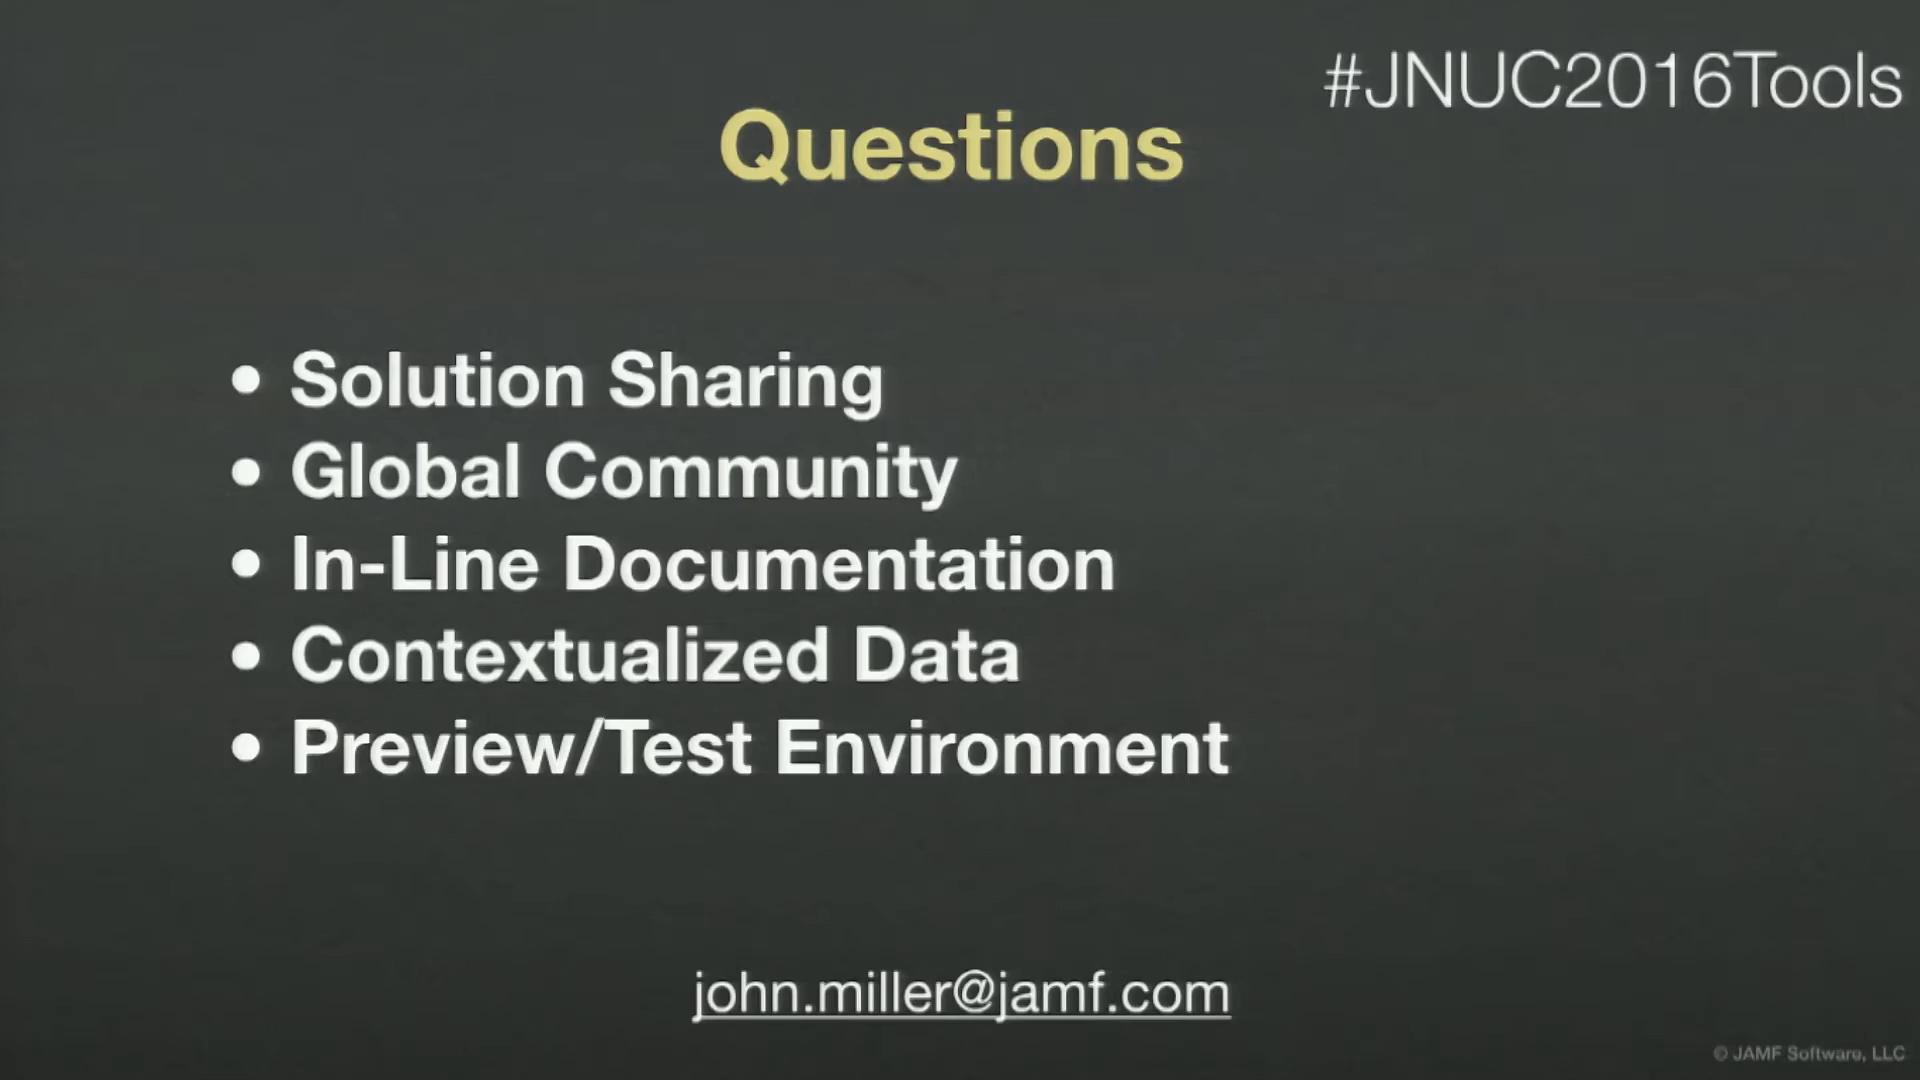 #JNUC2016Tools
Questions
• Solution Sharing
• Global Community
• In-Line Documentation
• Contextualized Data
• Preview/Test Environment
john.miller@jamf.com
© JAMF Software, LLC